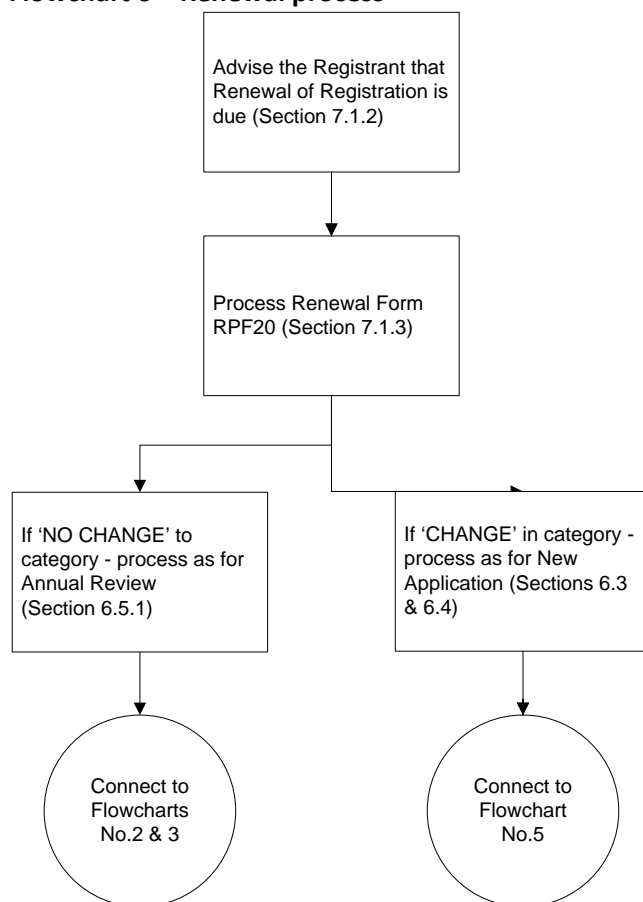 Renewal process
Advise the Registrant that
Renewal of Registration is
due (Section 7.1.2)
Process Renewal Form
RPF20 (Section 7.1.3)
If ‘NO CHANGE’ to
category - process as for
Annual Review
(Section 6.5.1)
If ‘CHANGE’ in category -
process as for New
Application (Sections 6.3
& 6.4)
Connect to
Flowcharts
No.2 & 3
Connect to
Flowchart
No.5